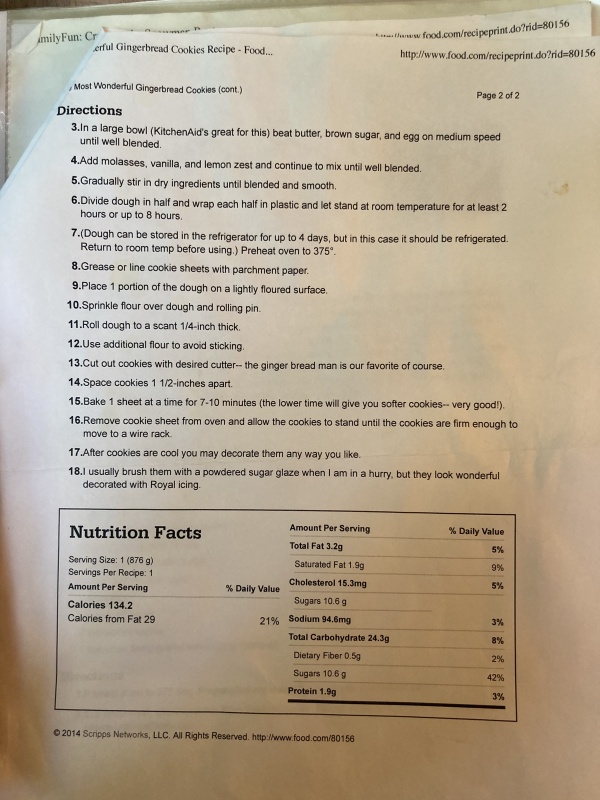 milyFun: Cr
www.food.com/recipeprint.do?rid=80156
erful Gingerbread Cookies Recipe - Food...
http://www.food.com/recipeprint.do?rid=80156
Most Wonderful Gingerbread Cookies (cont.)
Page 2 of 2
Directions
3.In a large bowl (KitchenAid's great for this) beat butter, brown sugar, and egg on medium speed
until well blended.
4.Add molasses, vanilla, and lemon zest and continue to mix until well blended.
5.Gradually stir in dry ingredients until blended and smooth.
6.Divide dough in half and wrap each half in plastic and let stand at room temperature for at least 2
hours or up to 8 hours.
7.(Dough can be stored in the refrigerator for up to 4 days, but in this case it should be refrigerated.
Return to room temp before using.) Preheat oven to 375°.
8.Grease or line cookie sheets with parchment paper.
9.Place 1 portion of the dough on a lightly floured surface.
10.Sprinkle flour over dough and rolling pin.
11.Roll dough to a scant 1/4-inch thick.
12.Use additional flour to avoid sticking.
13.Cut out cookies with desired cutter-- the ginger bread man is our favorite of course.
14.Space cookies 1 1/2-inches apart.
15.Bake 1 sheet at a time for 7-10 minutes (the lower time will give you softer cookies-- very good!).
16.Remove cookie sheet from oven and allow the cookies to stand until the cookies are firm enough to
move to a wire rack.
17.After cookies are cool you may decorate them any way you like.
18.I usually brush them with a powdered sugar glaze when I am in a hurry, but they look wonderful
decorated with Royal icing.
Nutrition Facts
Serving Size: 1 (876 g)
Servings Per Recipe: 1
Amount Per Serving % Daily Value
Calories 134.2
Calories from Fat 29 21%
Amount Per Serving % Daily Value
Total Fat 3.2g 5%
Saturated Fat 1.9g 9%
Cholesterol 15.3mg 5%
Sugars 10.6 g
Sodium 94.6mg 3%
Total Carbohydrate 24.3g 8%
Dietary Fiber 0.5g 2%
Sugars 10.6 g 42%
Protein 1.9g 3%
© 2014 Scripps Networks, LLC. All Rights Reserved. http://www.food.com/80156